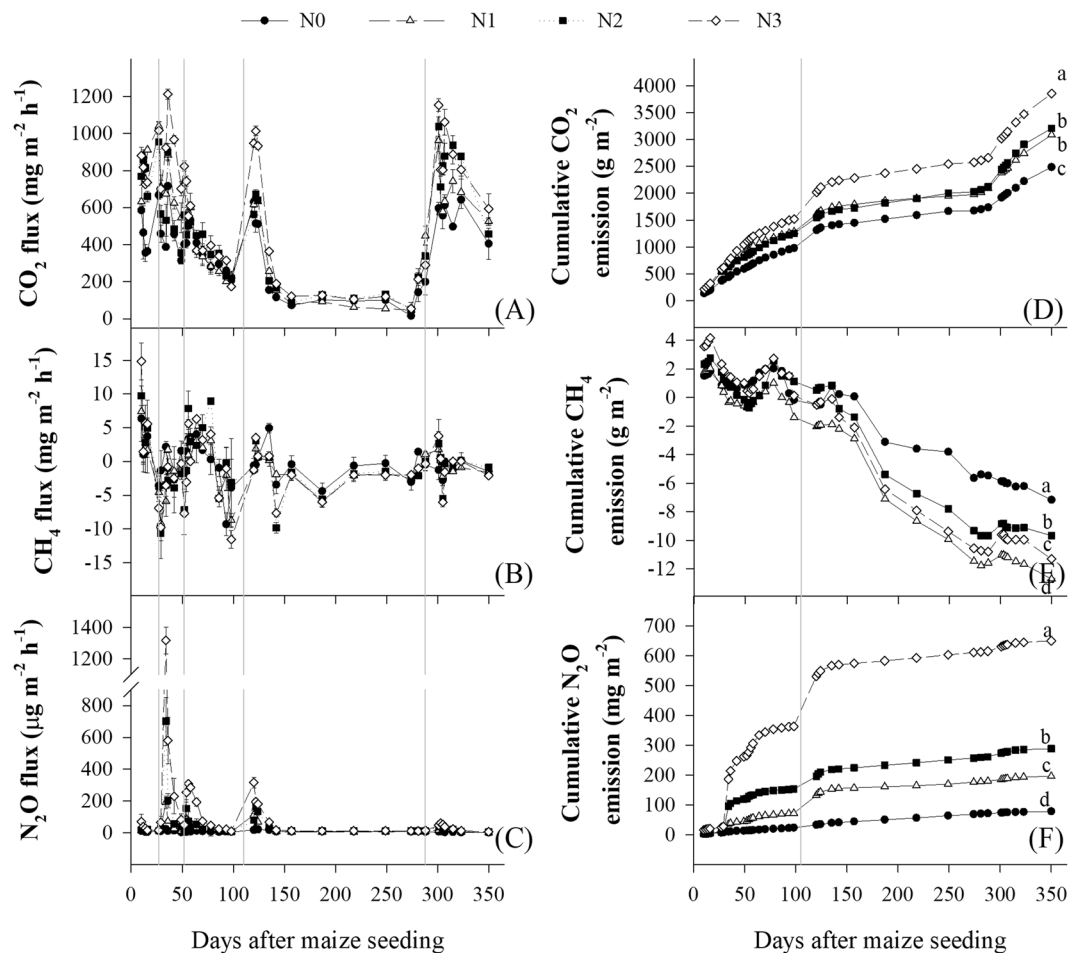 N0 N1 N2 N3
CO2 flux (mg m-2 h-1)
1200
1000
800
600
400
200
0
(A)
CH4 flux (mg m-2 h-1)
15
10
5
0
-5
-10
-15
(B)
N2O flux (µg m-2 h-1)
1400
1200
800
600
400
200
0
(C)
0 50 100 150 200 250 300 350
Days after maize seeding
Cumulative CO2
emission (g m-2)
4000
3500
3000
2500
2000
1500
1000
500
0
a
b
b
c
(D)
Cumulative CH4
emission (g m-2)
4
2
0
-2
-4
-6
-8
-10
-12
a
b
c
d
(E)
Cumulative N2O
emission (mg m-2)
700
600
500
400
300
200
100
0
a
b
c
d
(F)
0 50 100 150 200 250 300 350
Days after maize seeding